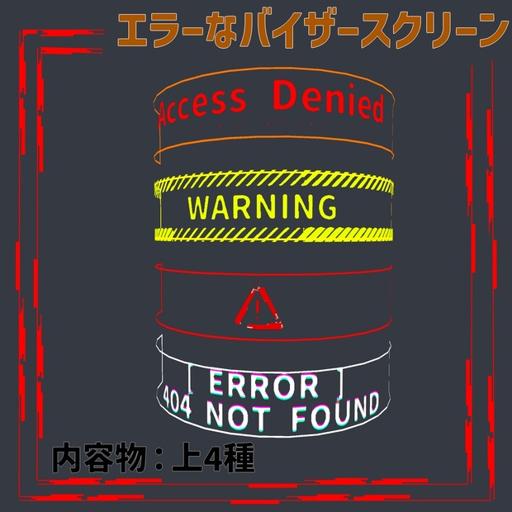 エラーなバイザースクリーン
Access Denied
WARNING
[ ERROR ]
404 NOT FOUND
内容物:上4種